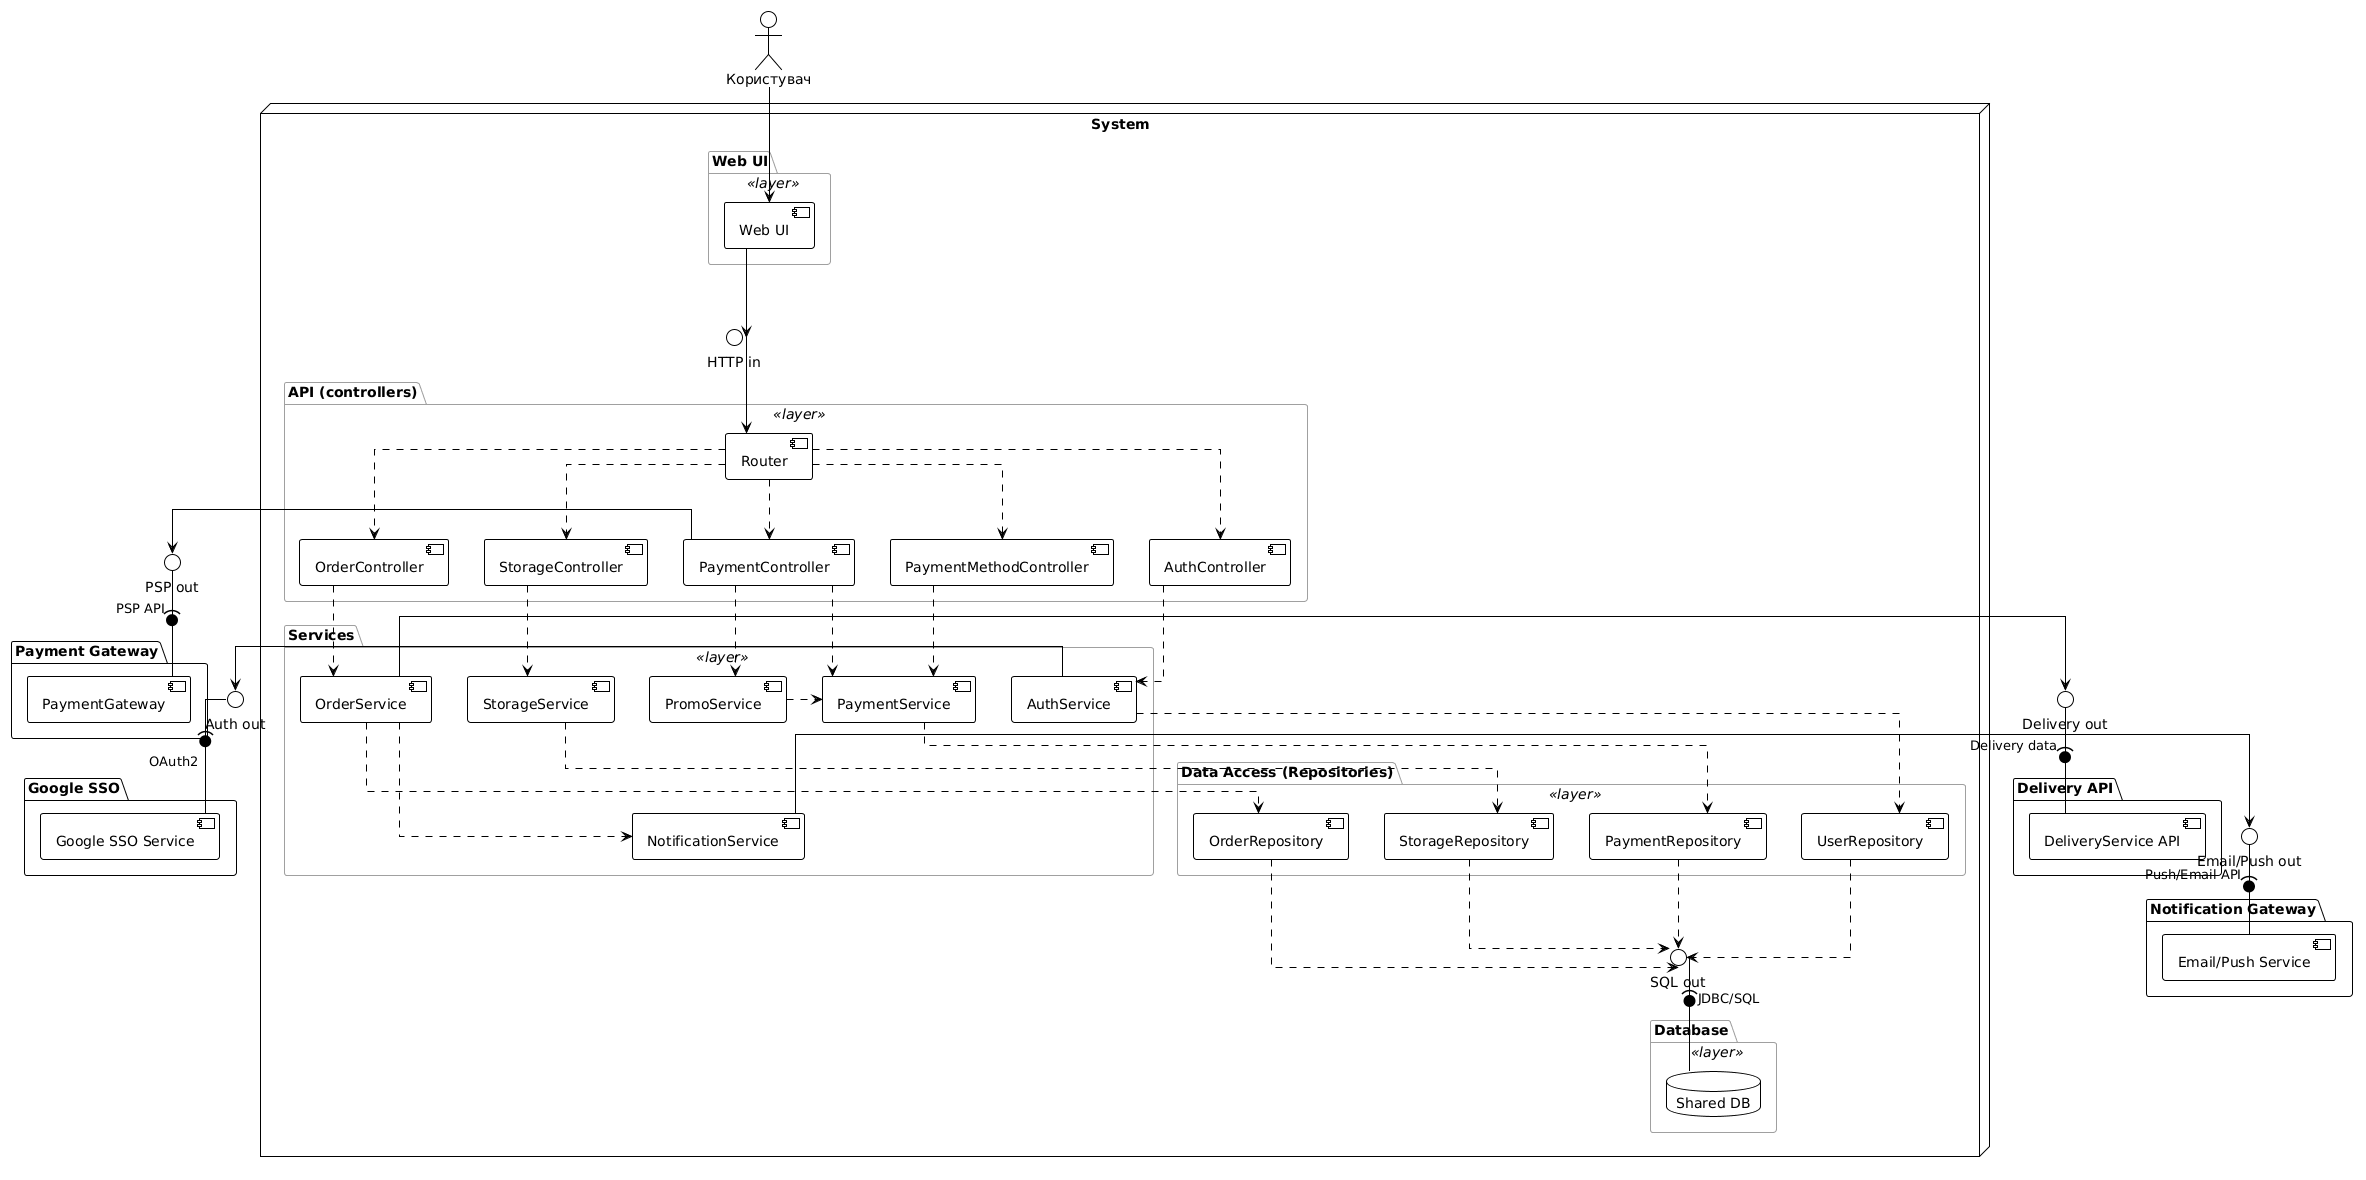 Користувач
System
Web UI
«layer»
Web UI
HTTP in
API (controllers)
«layer»
Router
OrderController
StorageController
PaymentController
PaymentMethodController
AuthController
PSP out
PSP API
Payment Gateway
PaymentGateway
Services
«layer»
OrderService
StorageService
PromoService
PaymentService
AuthService
Auth out
OAuth2
Google SSO
Google SSO Service
NotificationService
Data Access (Repositories)
«layer»
OrderRepository
StorageRepository
PaymentRepository
UserRepository
Delivery out
Delivery data
Delivery API
DeliveryService API
Email/Push out
Push/Email API
Notification Gateway
Email/Push Service
SQL out
JDBC/SQL
Database
«layer»
Shared DB